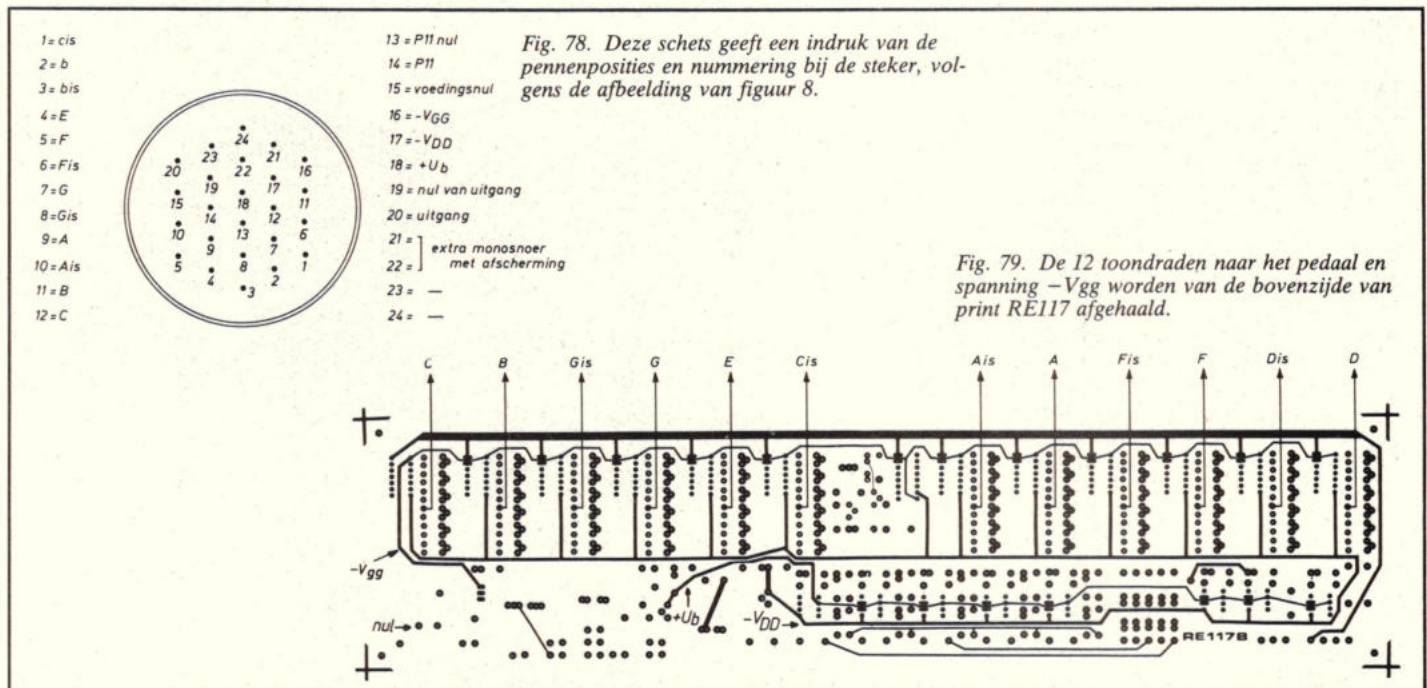 1= cis
2= b
3= bis
4= E
5= F
6= Fis
7= G
8= Gis
9= A
10= Ais
11= B
12= C
24
23 21
20 22 16
19 17
15 18 11
14 12
10 13 6
9 7
5 8 1
4 2
3
13 = P11 nul
14 = P11
15 = voedingsnul
16 = -VGG
17 = -VDD
18 = +Ub
19 = nul van uitgang
20 = uitgang
21 =
22 =
extra monosnoer
met afscherming
23 = —
24 = —
Fig. 78. Deze schets geeft een indruk van de
pennenposities en nummering bij de steker, vol-
gens de afbeelding van figuur 8.
Fig. 79. De 12 toondraden naar het pedaal en
spanning −Vgg worden van de bovenzijde van
print RE117 afgehaald.
C B Gis G E Cis Ais A Fis F Dis D
-Vgg
nul
+Ub
-VDD
RE117B